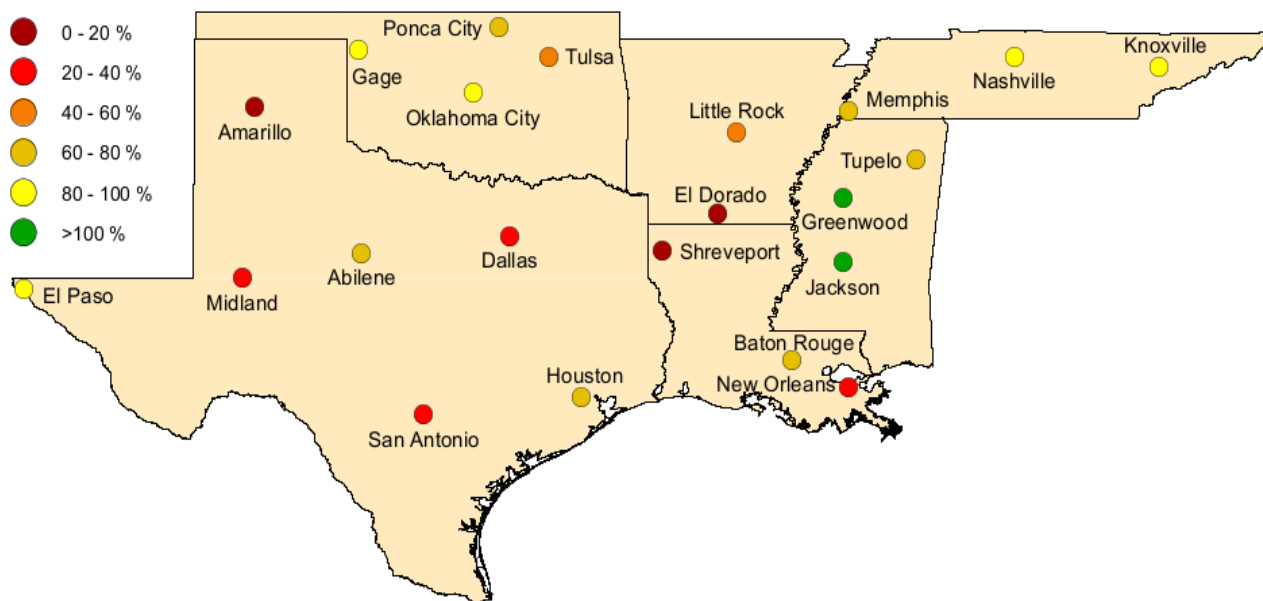 0 - 20 %
20 - 40 %
40 - 60 %
60 - 80 %
80 - 100 %
>100 %
Ponca City
Tulsa
Gage
Oklahoma City
Amarillo
Knoxville
Nashville
Memphis
Little Rock
Tupelo
El Dorado
Greenwood
Shreveport
Dallas
Abilene
Jackson
El Paso
Midland
Baton Rouge
New Orleans
Houston
San Antonio